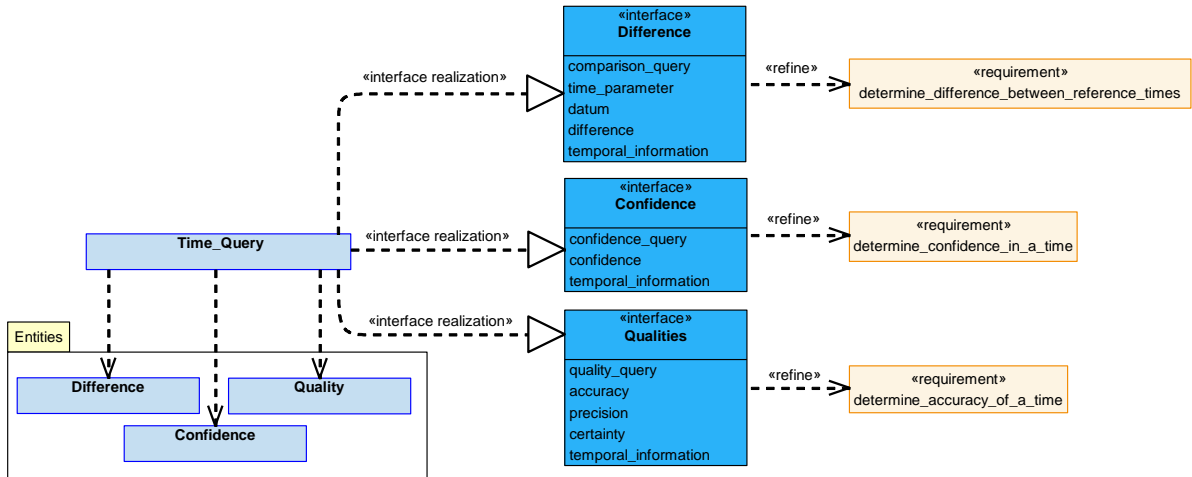 «interface»
Difference
comparison_query
time_parameter
datum
difference
temporal_information
«interface realization»
«refine»
«requirement»
determine_difference_between_reference_times
«interface»
Confidence
confidence_query
confidence
temporal_information
Time_Query
«interface realization»
«refine»
«requirement»
determine_confidence_in_a_time
«interface realization»
«interface»
Qualities
quality_query
accuracy
precision
certainty
temporal_information
«refine»
«requirement»
determine_accuracy_of_a_time
Entities
Difference
Quality
Confidence